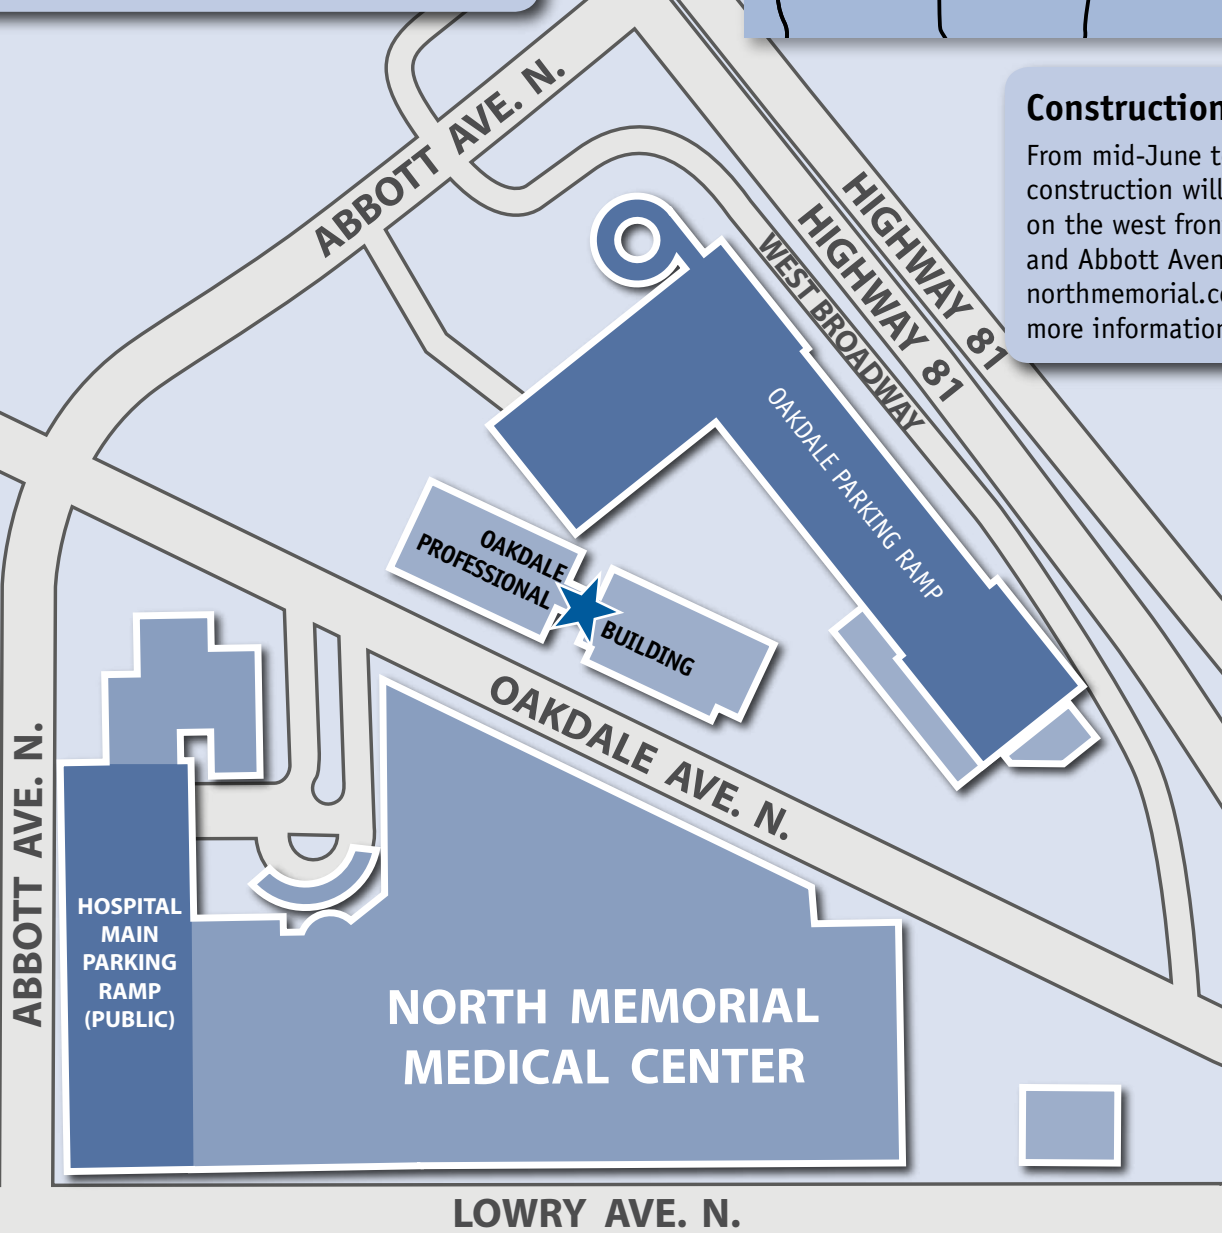 ABBOTT AVE. N.
Construction
From mid-June t
construction will
on the west fron
and Abbott Aven
northmemorial.c
more information
HIGHWAY 81
HIGHWAY 81
WEST BROADWAY
OAKDALE PARKING RAMP
OAKDALE
PROFESSIONAL
BUILDING
OAKDALE AVE. N.
ABBOTT AVE. N.
HOSPITAL
MAIN
PARKING
RAMP
(PUBLIC)
NORTH MEMORIAL
MEDICAL CENTER
LOWRY AVE. N.